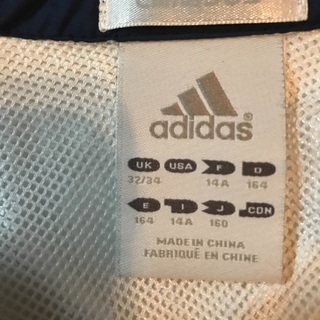 adidas®
UK USA F D
32/34 14A 164
E I J CON
164 14A 160
MADE IN CHINA
FABRIQUÉ EN CHINE